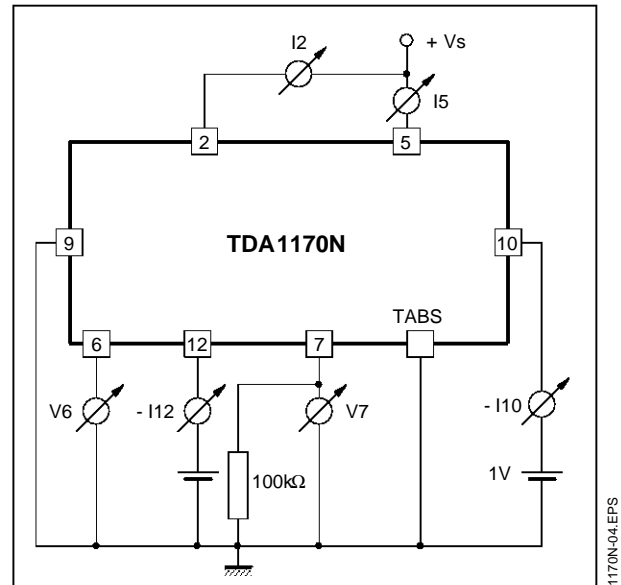 I2
+ Vs
I5
2
5
9
TDA1170N
10
TABS
6
12
7
V6
- I12
V7
- I10
100kΩ
1V
1170N-04.EPS